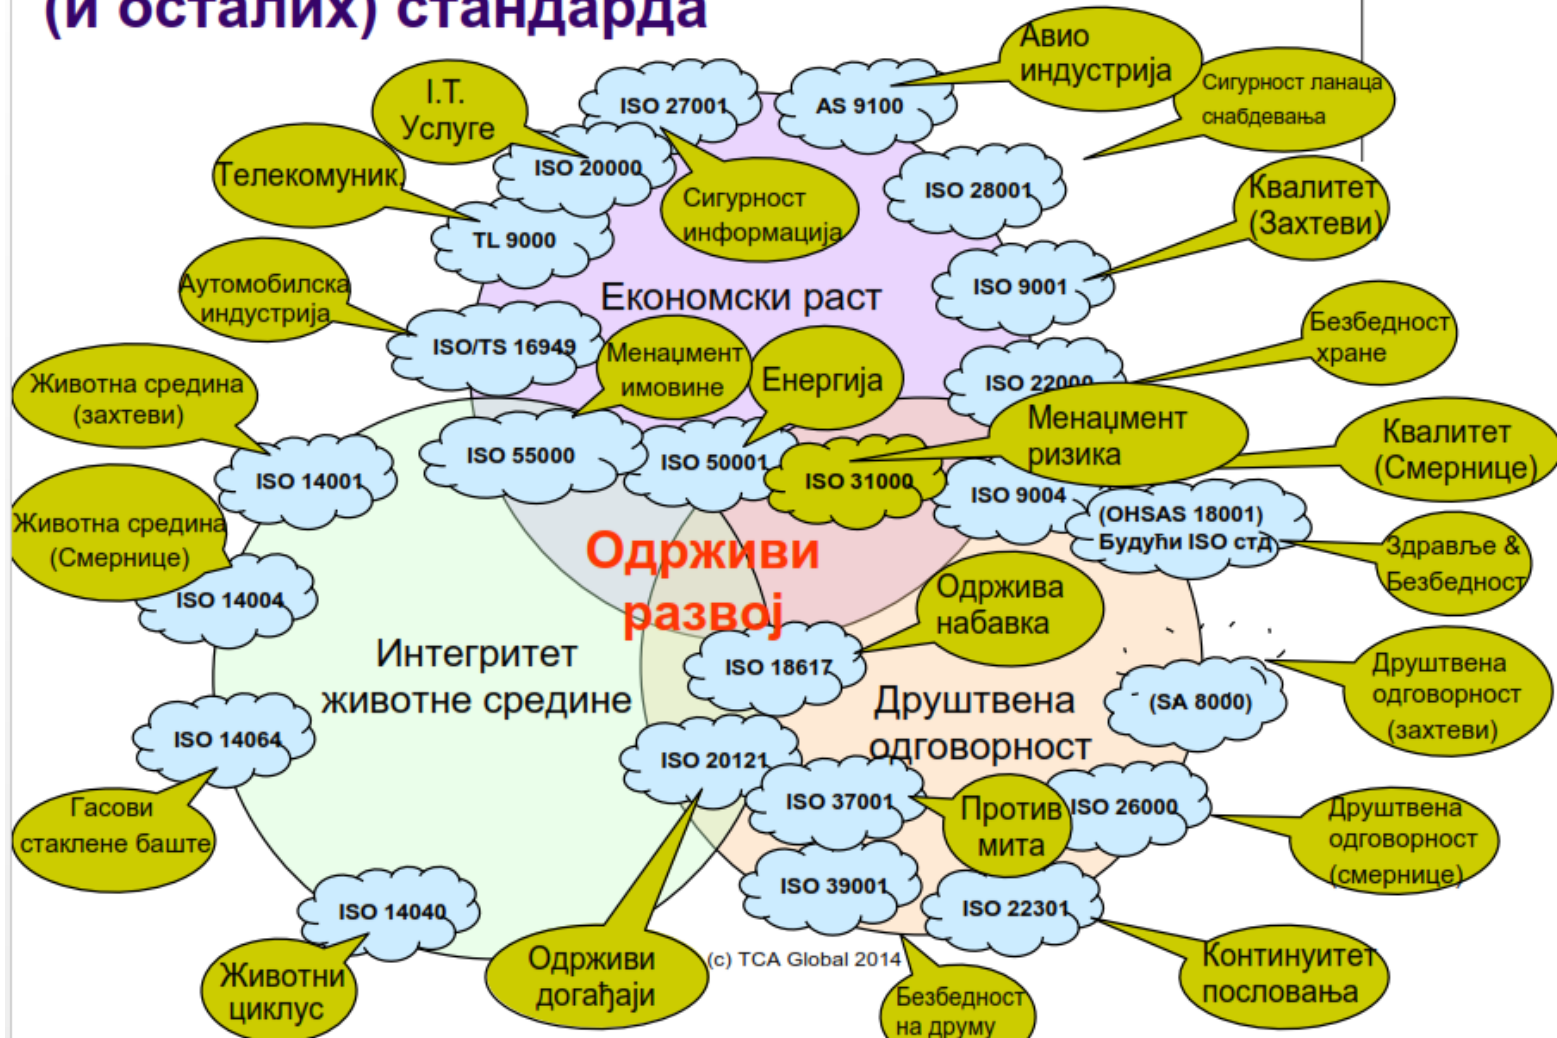 (и осталих) стандарда
Авио
индустрија
Сигурност ланаца
снабдевања
I.T.
Услуге
ISO 27001
AS 9100
Телекомуник.
ISO 20000
ISO 28001
Квалитет
(Захтеви)
Сигурност
информација
TL 9000
Аутомобилска
индустрија
ISO 9001
Економски раст
ISO/TS 16949
Менаџмент
имовине
Енергија
Безбедност
хране
ISO 22000
Животна средина
(захтеви)
Менаџмент
ризика
Квалитет
(Смернице)
ISO 14001
ISO 55000
ISO 50001
ISO 31000
ISO 9004
(OHSAS 18001)
Будући ISO стд
Животна средина
(Смернице)
Здравље &
Безбедност
Одрживи
развој
ISO 14004
Одржива
набавка
Интегритет
животне средине
ISO 18617
Друштвена
одговорност
(SA 8000)
Друштвена
одговорност
(захтеви)
ISO 14064
ISO 20121
ISO 37001
Против
мита
ISO 26000
Друштвена
одговорност
(смернице)
Гасови
стаклене баште
ISO 39001
ISO 22301
ISO 14040
Животни
циклус
Одрживи
догађаји
(c) TCA Global 2014
Безбедност
на друму
Континуитет
пословања